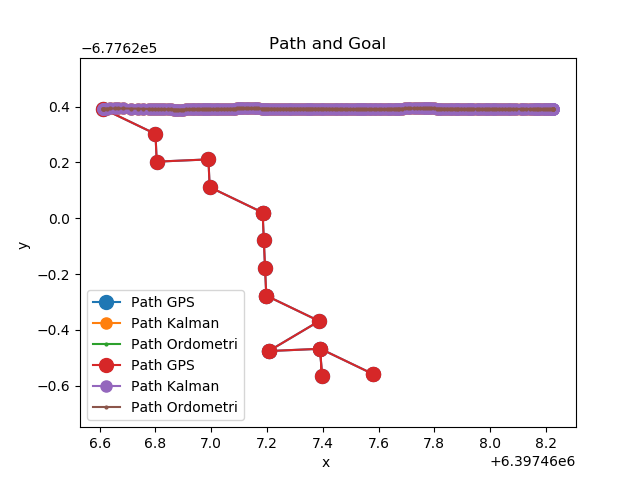 Path and Goal
−6.7762e5
0.4
0.2
0.0
−0.2
−0.4
−0.6
y
Path GPS
Path Kalman
Path Ordometri
Path GPS
Path Kalman
Path Ordometri
6.6 6.8 7.0 7.2 7.4 7.6 7.8 8.0 8.2
x
+6.39746e6